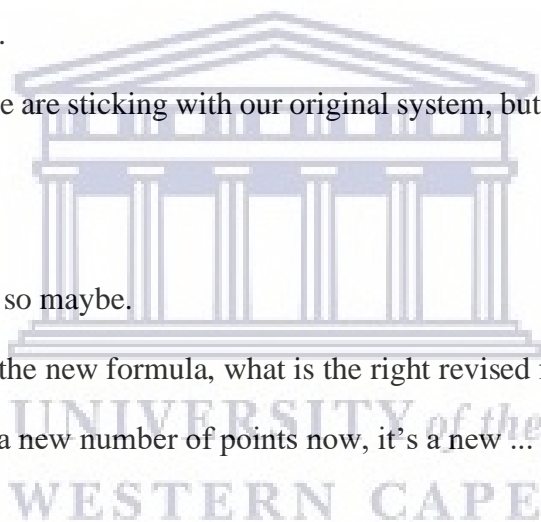 .
e are sticking with our original system, but
so maybe.
the new formula, what is the right revised
UNIVERSITY of the
a new number of points now, it's a new ...
WESTERN CAPE